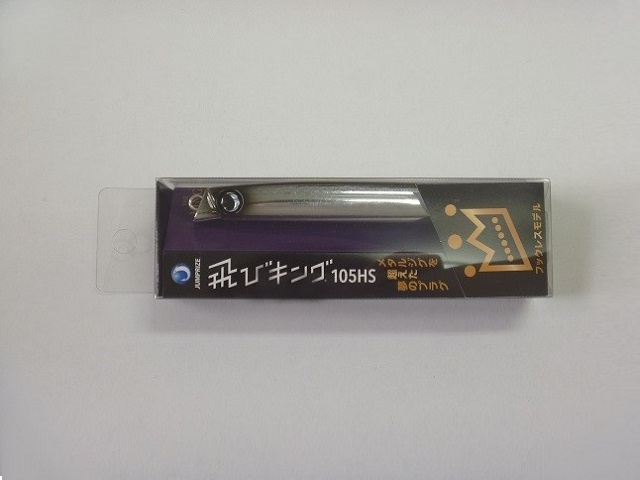 JUMPRIZE
飛びキング 105HS
メタルジグを
超えた
夢のプラグ
フックレスモデル